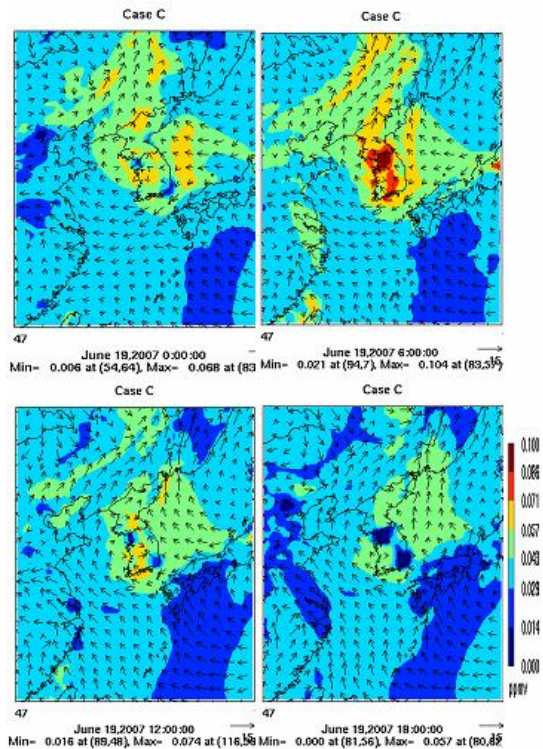 Case C
Case C
47
June 19,2007 0:00:00
Min= 0.006 at (54,64), Max= 0.068 at (83
15
June 19,2007 6:00:00
Min= 0.021 at (94,7), Max= 0.104 at (83,57)
Case C
Case C
0.100
0.086
0.071
0.057
0.043
0.029
0.014
0.000
ppmv
47
June 19,2007 12:00:00
Min= 0.016 at (89,48), Max= 0.074 at (116,
15
June 19,2007 18:00:00
Min= 0.000 at (81,56), Max= 0.057 at (80,62